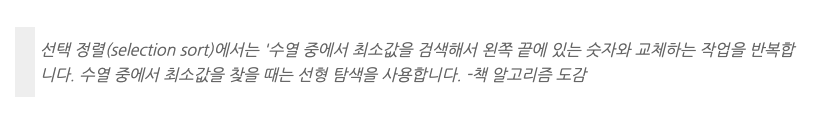 선택 정렬(selection sort)에서는 '수열 중에서 최소값을 검색해서 왼쪽 끝에 있는 숫자와 교체하는 작업을 반복합
니다. 수열 중에서 최소값을 찾을 때는 선형 탐색을 사용합니다. -책 알고리즘 도감